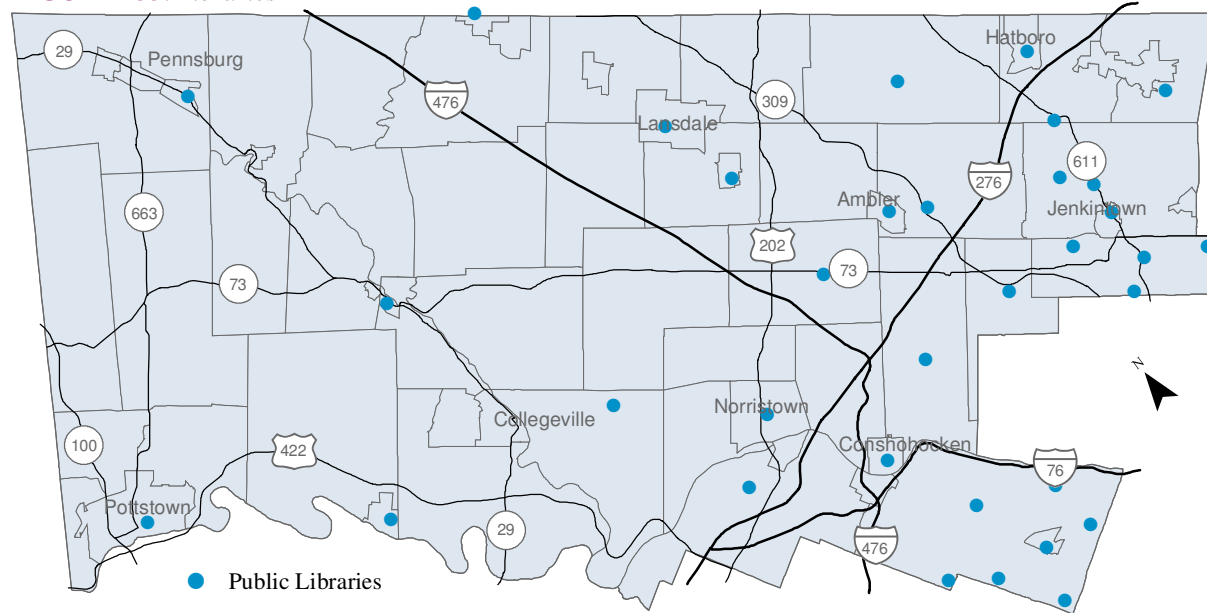 Pennsburg
Hatboro
29
476
309
Lansdale
611
276
Ambler
Jenkintown
663
202
73
73
Collegeville
Norristown
100
422
Conshohocken
76
Pottstown
29
476
N
Public Libraries